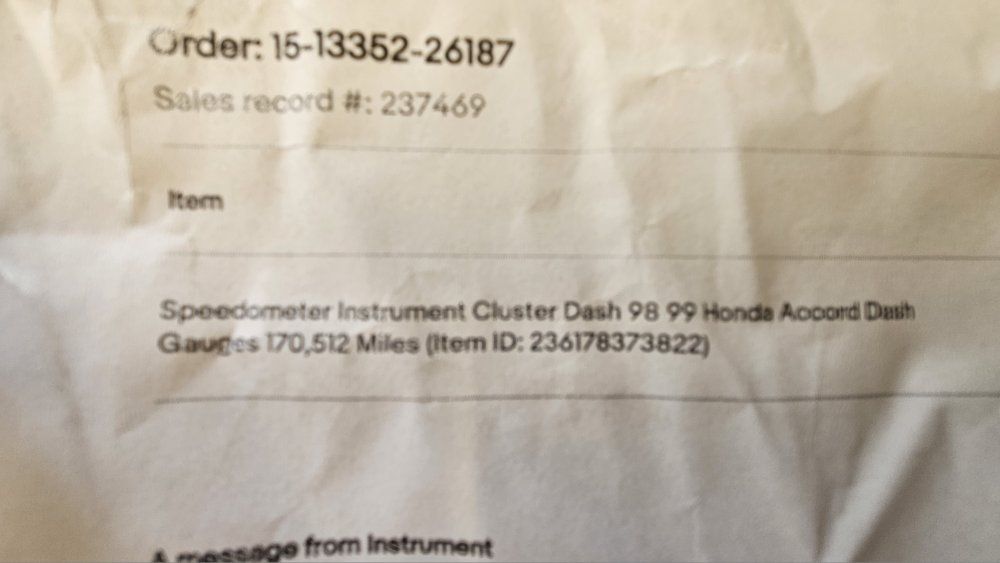 Order: 15-13352-26187
Sales record #: 237469
Item
Speedometer Instrument Cluster Dash 98 99 Honda Accord Dash
Gauges 170,512 Miles (Item ID: 236178373822)
A message from Instrument